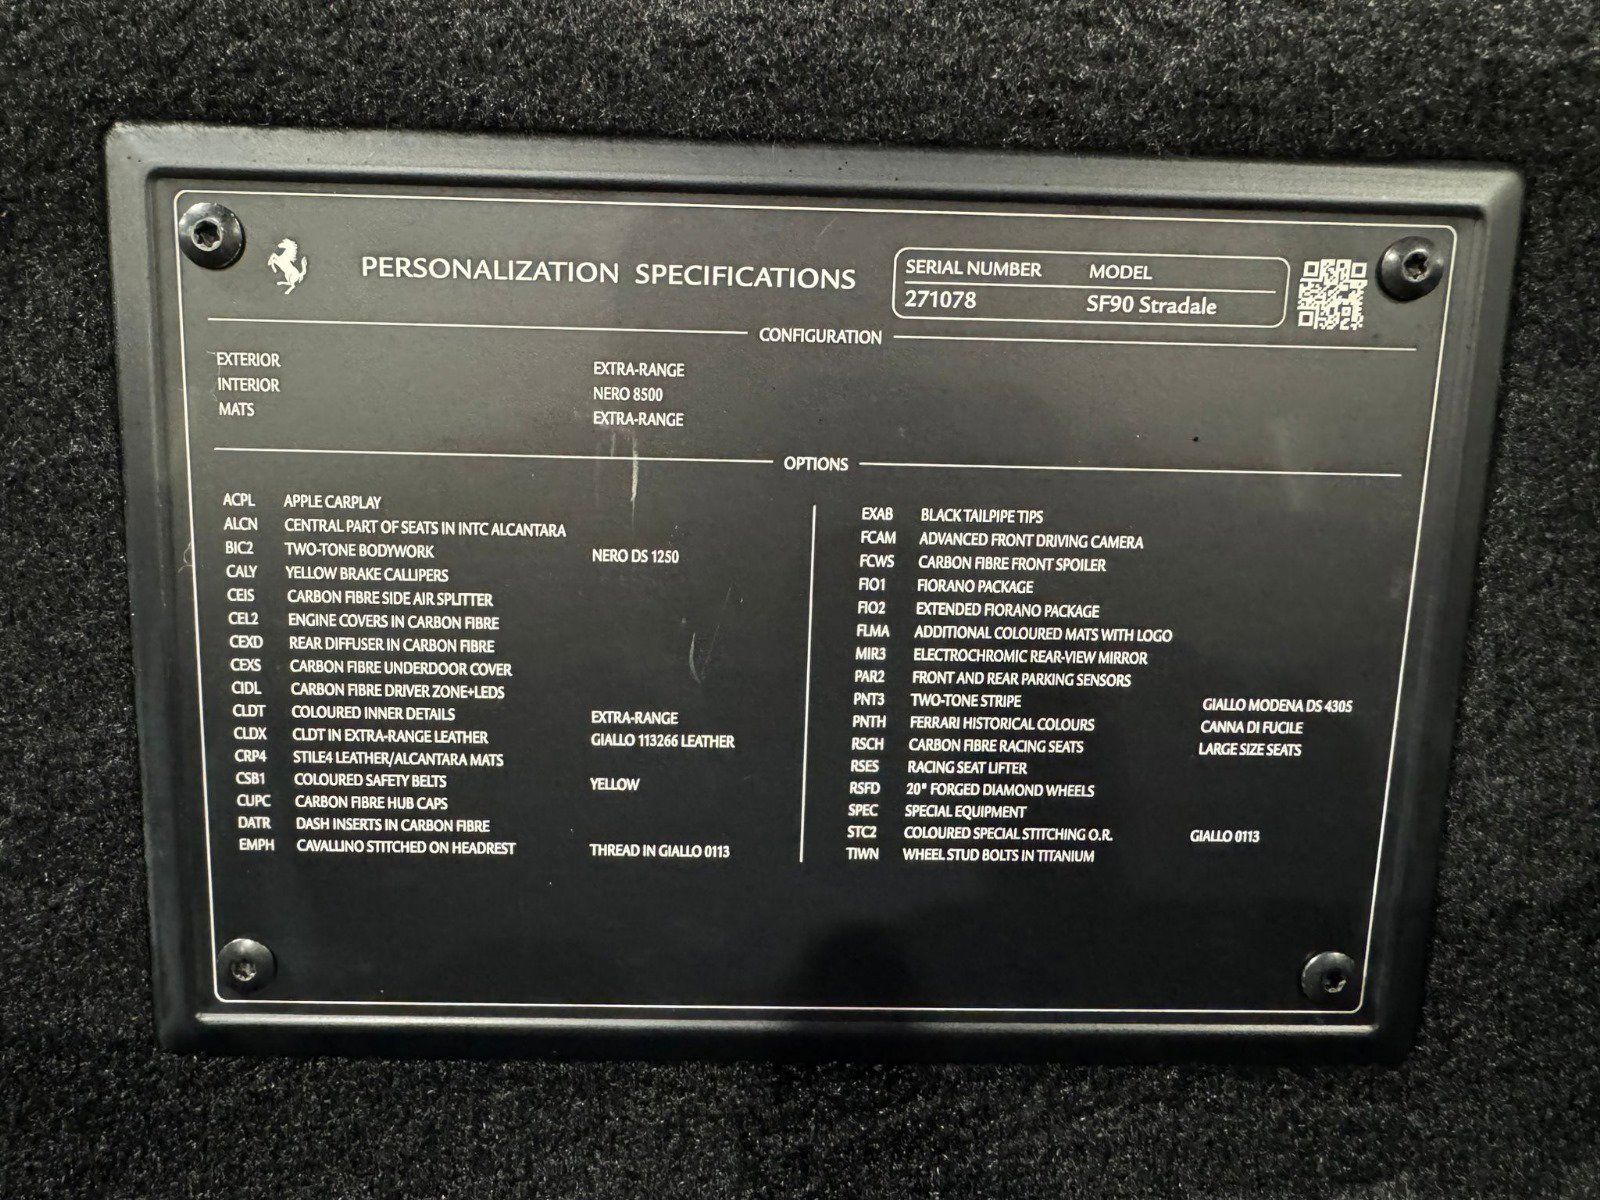 PERSONALIZATION SPECIFICATIONS
SERIAL NUMBER MODEL
271078 SF90 Stradale
CONFIGURATION
EXTERIOR EXTRA-RANGE
INTERIOR NERO 8500
MATS EXTRA-RANGE
OPTIONS
ACPL APPLE CARPLAY
ALCN CENTRAL PART OF SEATS IN INTC ALCANTARA
BIC2 TWO-TONE BODYWORK NERO DS 1250
CALY YELLOW BRAKE CALLIPERS
CEIS CARBON FIBRE SIDE AIR SPLITTER
CEL2 ENGINE COVERS IN CARBON FIBRE
CEXD REAR DIFFUSER IN CARBON FIBRE
CEXS CARBON FIBRE UNDERDOOR COVER
CIDL CARBON FIBRE DRIVER ZONE+LEDS
CLDT COLOURED INNER DETAILS EXTRA-RANGE
CLDX CLDT IN EXTRA-RANGE LEATHER GIALLO 113266 LEATHER
CRP4 STILE4 LEATHER/ALCANTARA MATS
CSB1 COLOURED SAFETY BELTS YELLOW
CUPC CARBON FIBRE HUB CAPS
DATR DASH INSERTS IN CARBON FIBRE
EMPH CAVALLINO STITCHED ON HEADREST THREAD IN GIALLO 0113
EXAB BLACK TAILPIPE TIPS
FCAM ADVANCED FRONT DRIVING CAMERA
FCWS CARBON FIBRE FRONT SPOILER
FIO1 FIORANO PACKAGE
FIO2 EXTENDED FIORANO PACKAGE
FLMA ADDITIONAL COLOURED MATS WITH LOGO
MIR3 ELECTROCHROMIC REAR-VIEW MIRROR
PAR2 FRONT AND REAR PARKING SENSORS
PNT3 TWO-TONE STRIPE GIALLO MODENA DS 4305
PNTH FERRARI HISTORICAL COLOURS CANNA DI FUCILE
RSCH CARBON FIBRE RACING SEATS LARGE SIZE SEATS
RSES RACING SEAT LIFTER
RSFD 20" FORGED DIAMOND WHEELS
SPEC SPECIAL EQUIPMENT
STC2 COLOURED SPECIAL STITCHING O.R. GIALLO 0113
TIWN WHEEL STUD BOLTS IN TITANIUM